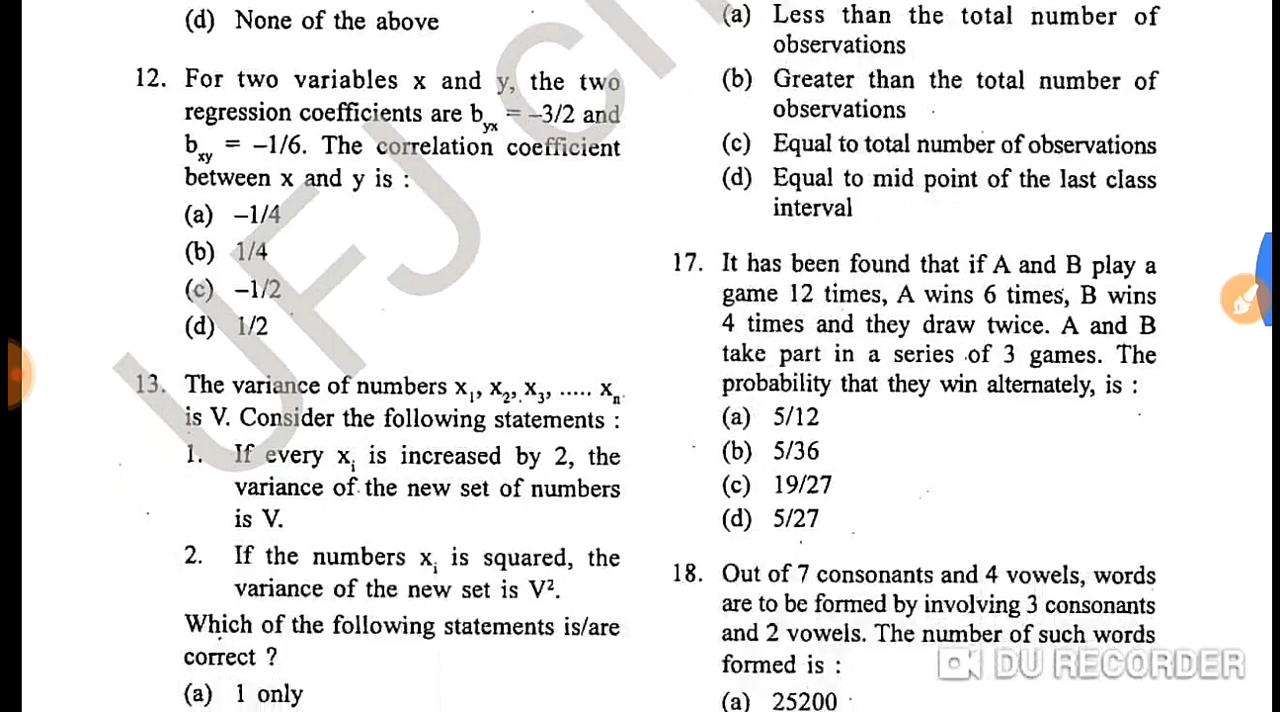 (d) None of the above
12. For two variables x and y, the two
regression coefficients are b_yx = –3/2 and
b_xy = –1/6. The correlation coefficient
between x and y is :
(a) –1/4
(b) 1/4
(c) –1/2
(d) 1/2
13. The variance of numbers x₁, x₂, x₃, ..... xₙ
is V. Consider the following statements :
1. If every xᵢ is increased by 2, the
variance of the new set of numbers
is V.
2. If the numbers xᵢ is squared, the
variance of the new set is V².
Which of the following statements is/are
correct ?
(a) 1 only
(a) Less than the total number of
observations
(b) Greater than the total number of
observations
(c) Equal to total number of observations
(d) Equal to mid point of the last class
interval
17. It has been found that if A and B play a
game 12 times, A wins 6 times, B wins
4 times and they draw twice. A and B
take part in a series of 3 games. The
probability that they win alternately, is :
(a) 5/12
(b) 5/36
(c) 19/27
(d) 5/27
18. Out of 7 consonants and 4 vowels, words
are to be formed by involving 3 consonants
and 2 vowels. The number of such words
formed is :
(a) 25200
UFJ
DU RECORDER